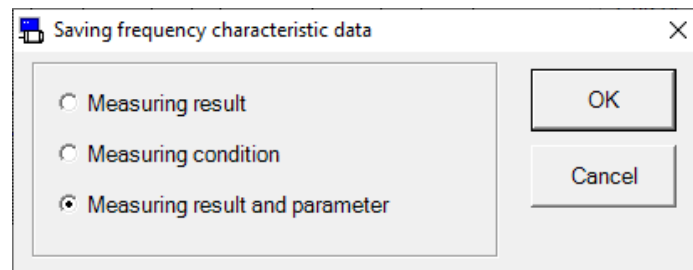 Saving frequency characteristic data
Measuring result
OK
Measuring condition
Cancel
Measuring result and parameter